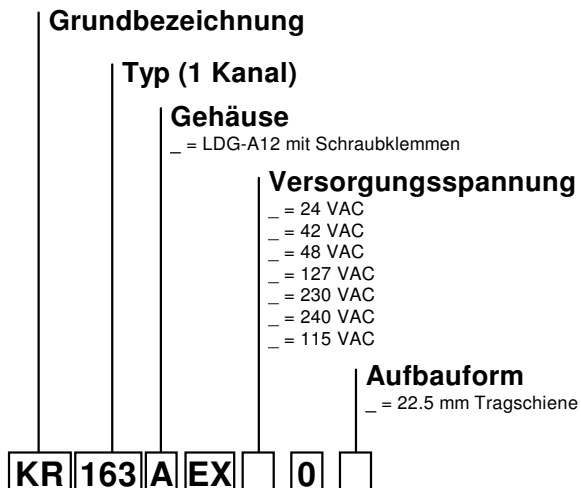 Grundbezeichnung
Typ (1 Kanal)
Gehäuse
_ = LDG-A12 mit Schraubklemmen
Versorgungsspannung
_ = 24 VAC
_ = 42 VAC
_ = 48 VAC
_ = 127 VAC
_ = 230 VAC
_ = 240 VAC
_ = 115 VAC
Aufbauform
_ = 22.5 mm Tragschiene
KR 163 A EX 0